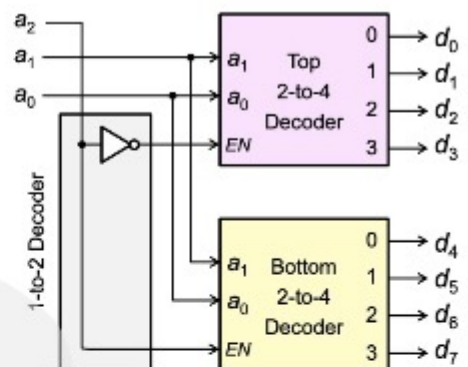 a2
a1
a0
1-to-2 Decoder
a1
a0
EN
Top
2-to-4
Decoder
0
1
2
3
d0
d1
d2
d3
a1
a0
EN
Bottom
2-to-4
Decoder
0
1
2
3
d4
d5
d6
d7